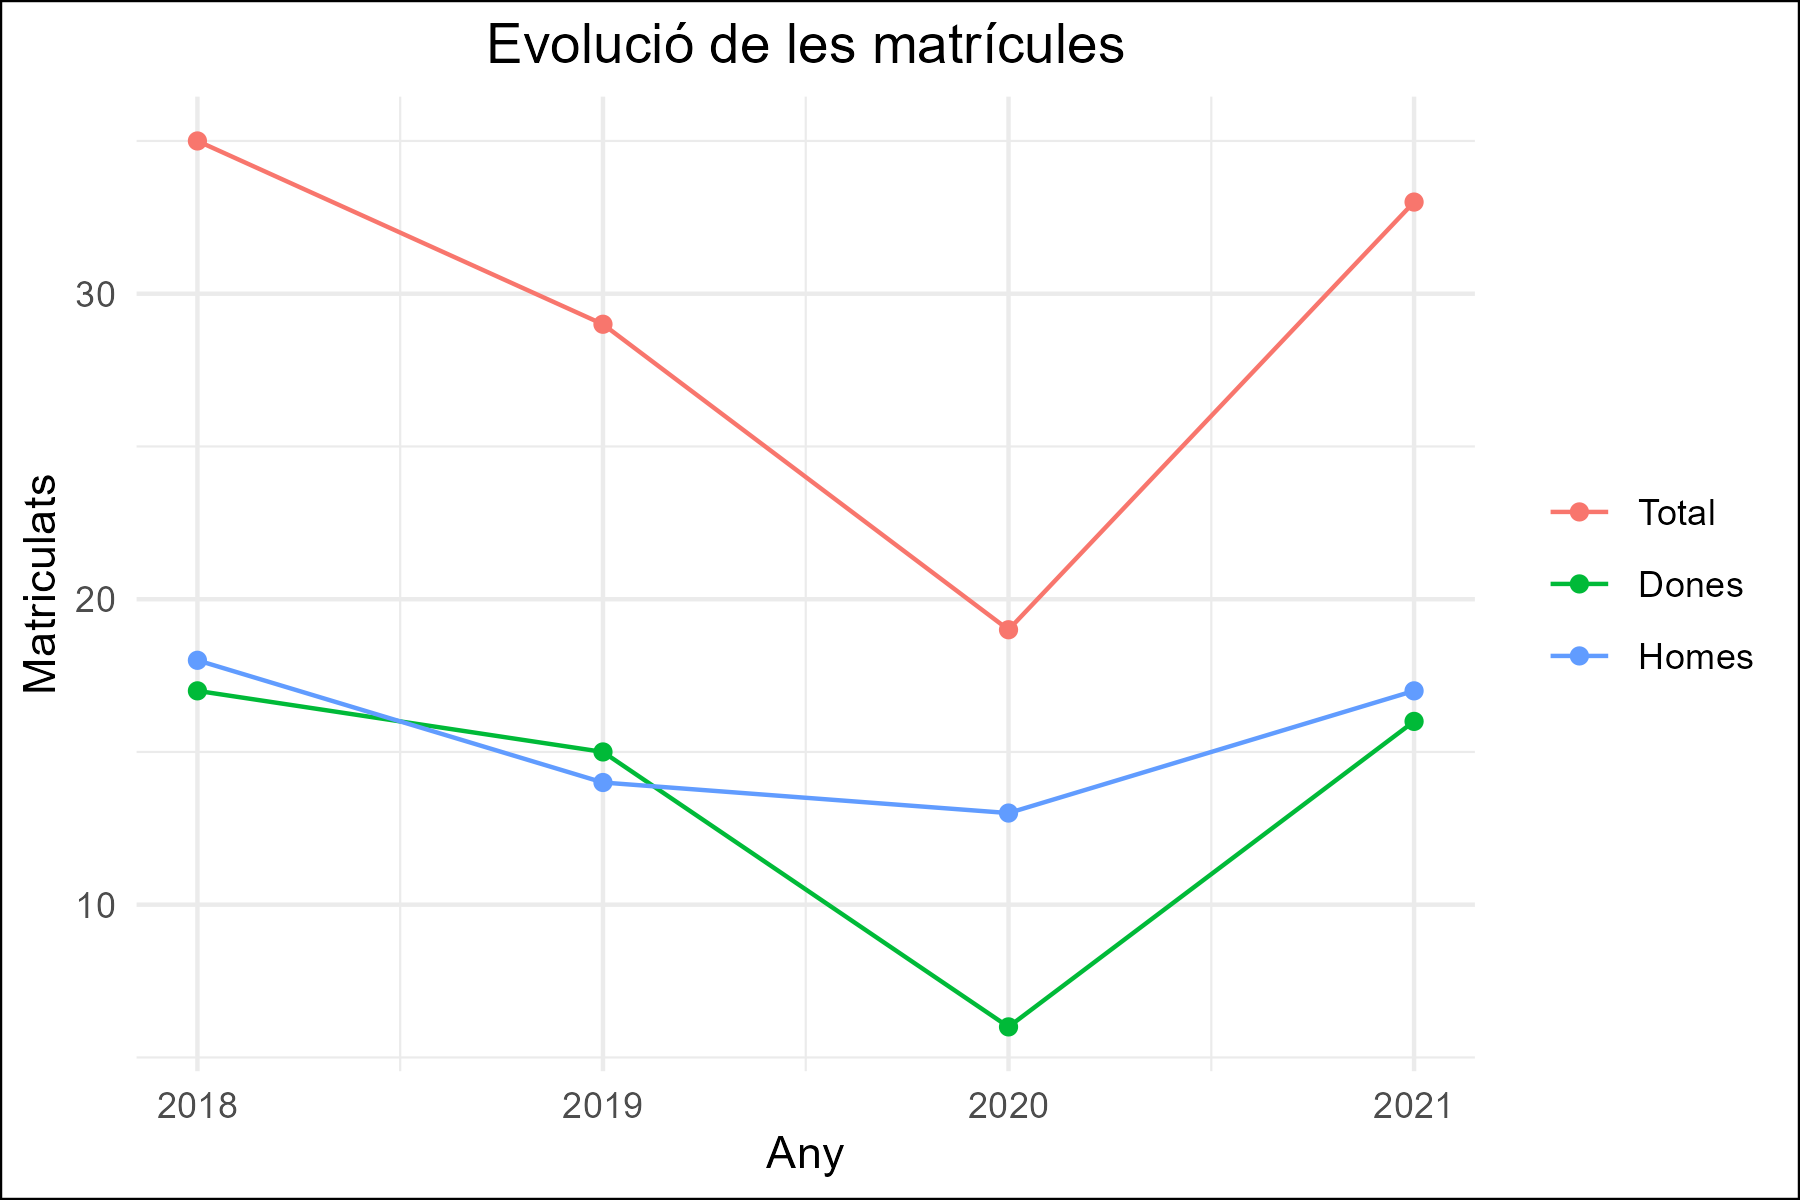 Evolució de les matrícules
Matriculats
30
20
10
2018
2019
2020
2021
Any
Total
Dones
Homes